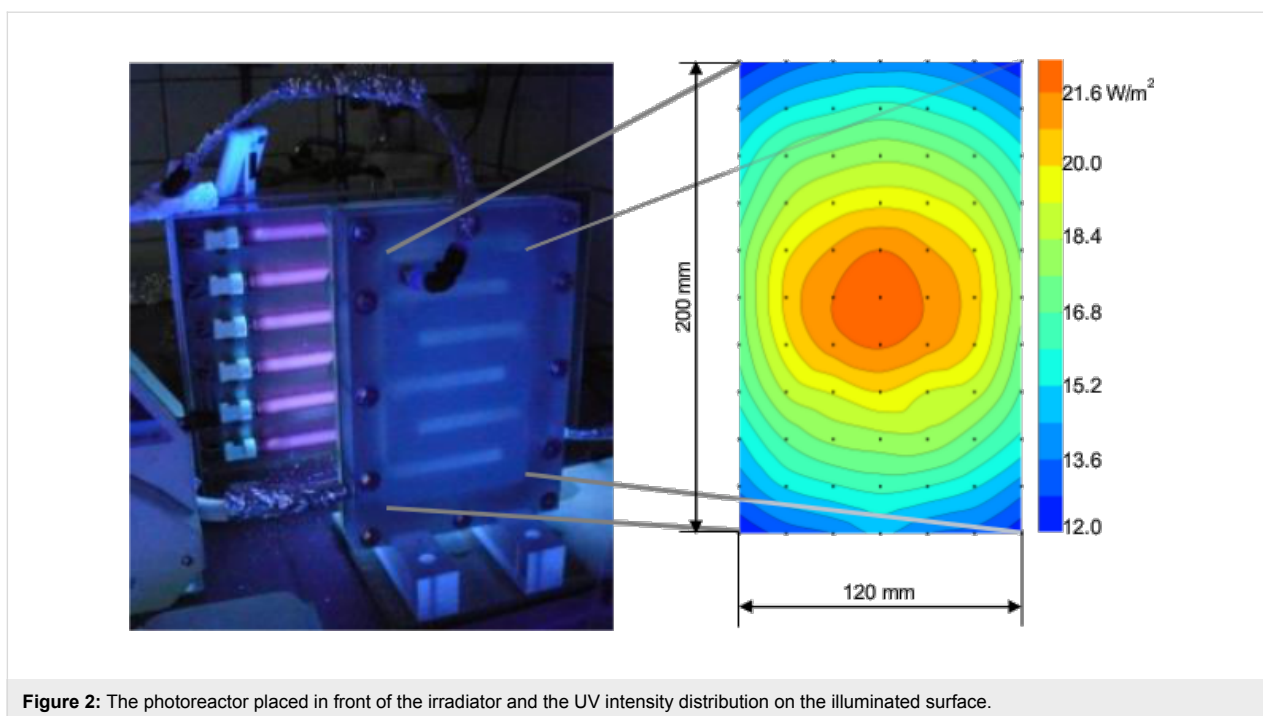 21.6 W/m²
20.0
18.4
16.8
15.2
13.6
12.0
200 mm
120 mm
Figure 2: The photoreactor placed in front of the irradiator and the UV intensity distribution on the illuminated surface.